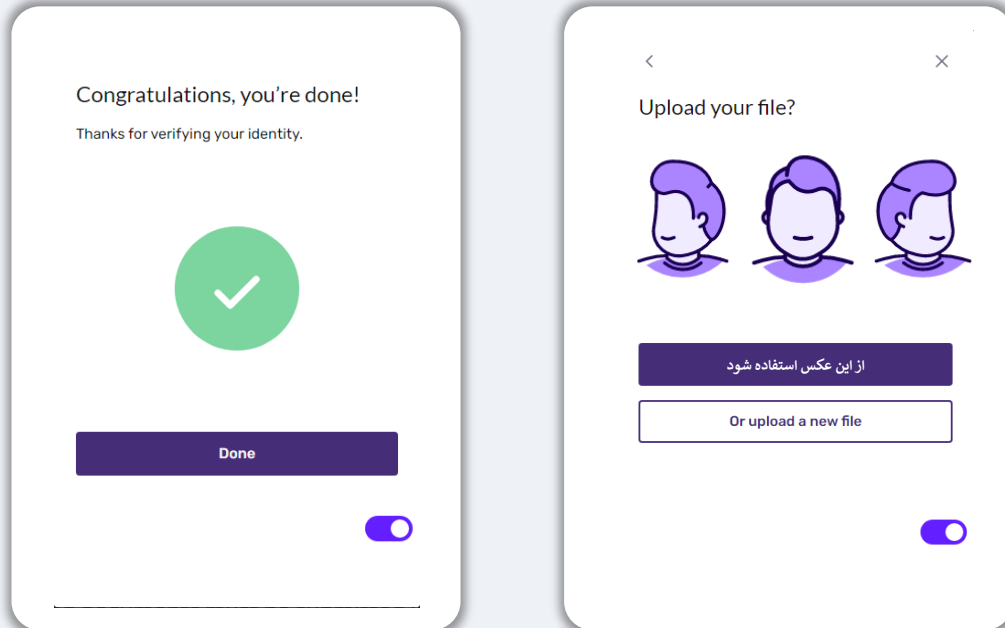 Congratulations, you’re done!
Thanks for verifying your identity.
Done
Upload your file?
از این عکس استفاده شود
Or upload a new file